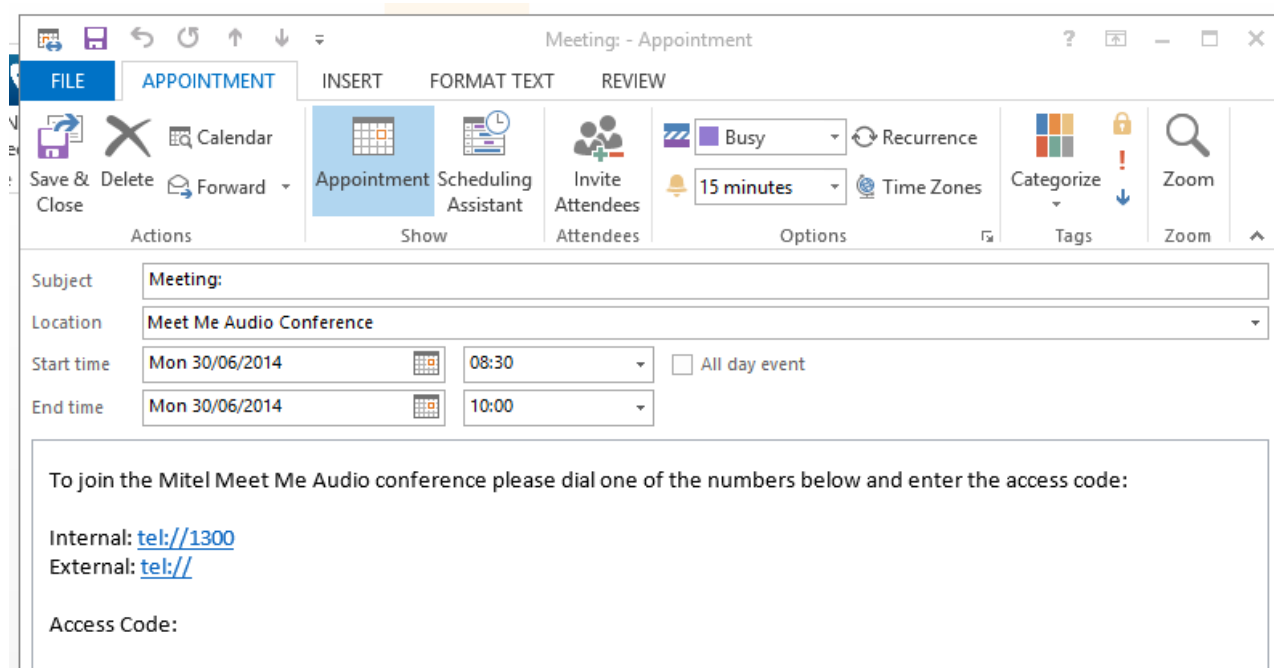 Meeting: - Appointment
FILE APPOINTMENT INSERT FORMAT TEXT REVIEW
Save & Close
Delete
Calendar
Forward
Actions
Appointment
Scheduling Assistant
Show
Invite Attendees
Attendees
Busy
15 minutes
Recurrence
Time Zones
Options
Categorize
Tags
Zoom
Zoom
Subject Meeting:
Location Meet Me Audio Conference
Start time Mon 30/06/2014 08:30 All day event
End time Mon 30/06/2014 10:00
To join the Mitel Meet Me Audio conference please dial one of the numbers below and enter the access code:
Internal: tel://1300
External: tel://
Access Code: